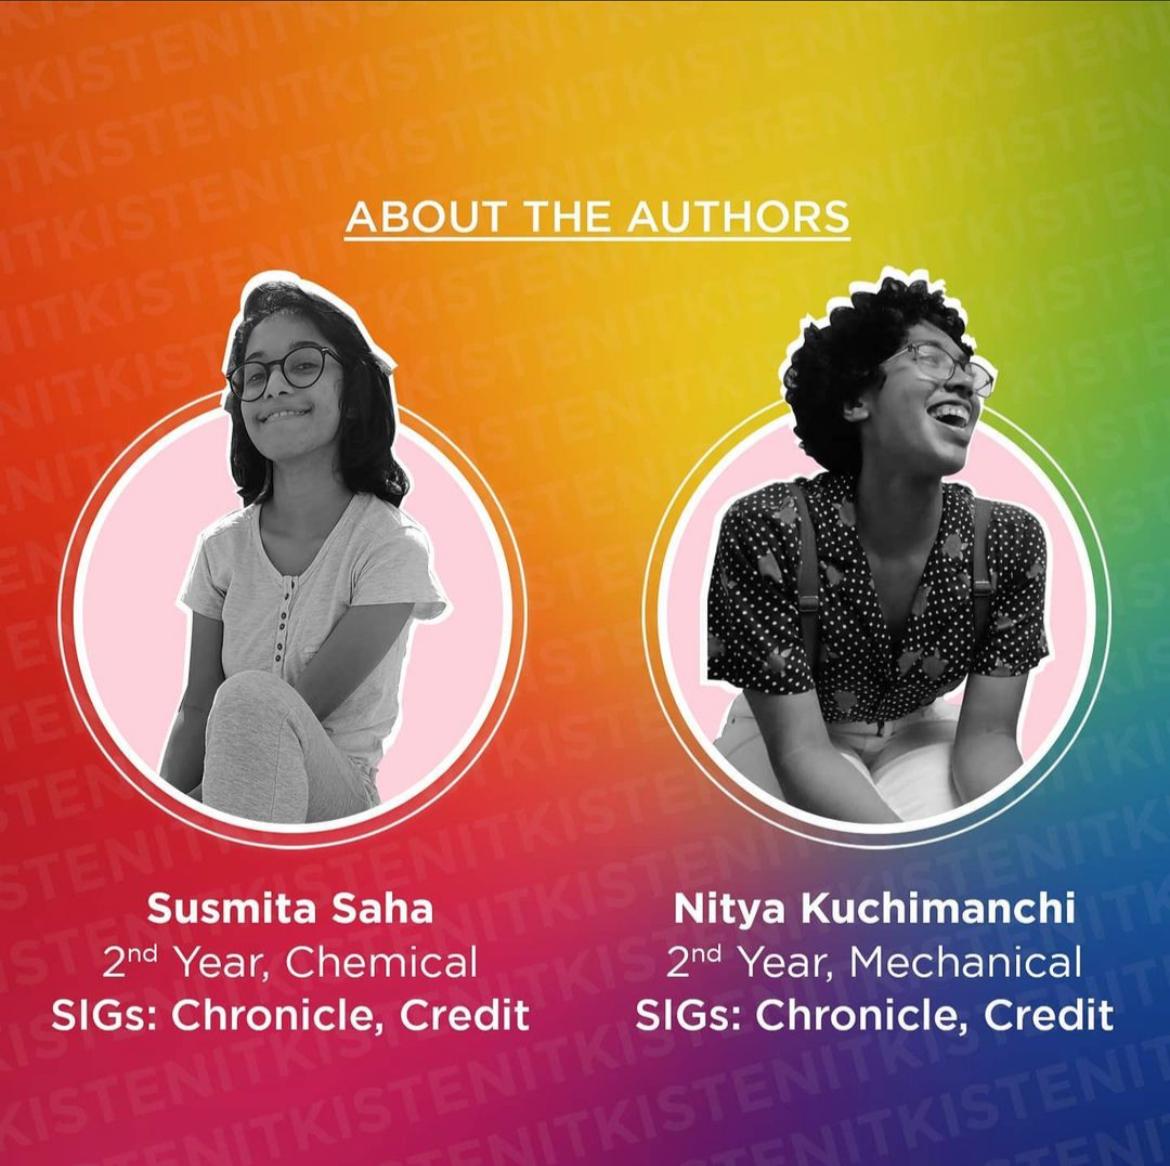 ABOUT THE AUTHORS
Susmita Saha
2nd Year, Chemical
SIGs: Chronicle, Credit
Nitya Kuchimanchi
2nd Year, Mechanical
SIGs: Chronicle, Credit